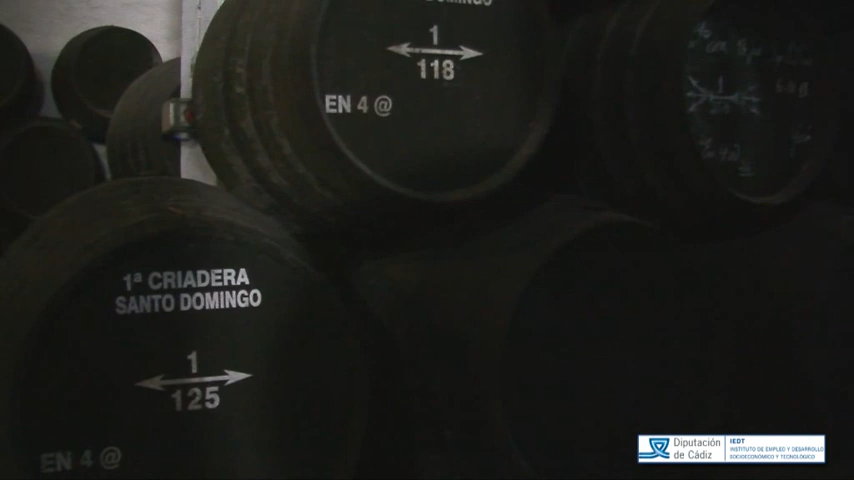 DOMINGO
1
118
EN 4 @
1ª CRIADERA
SANTO DOMINGO
1
125
EN 4 @
Diputación
de Cádiz
IEDT
INSTITUTO DE EMPLEO Y DESARROLLO
SOCIOECONÓMICO Y TECNOLÓGICO